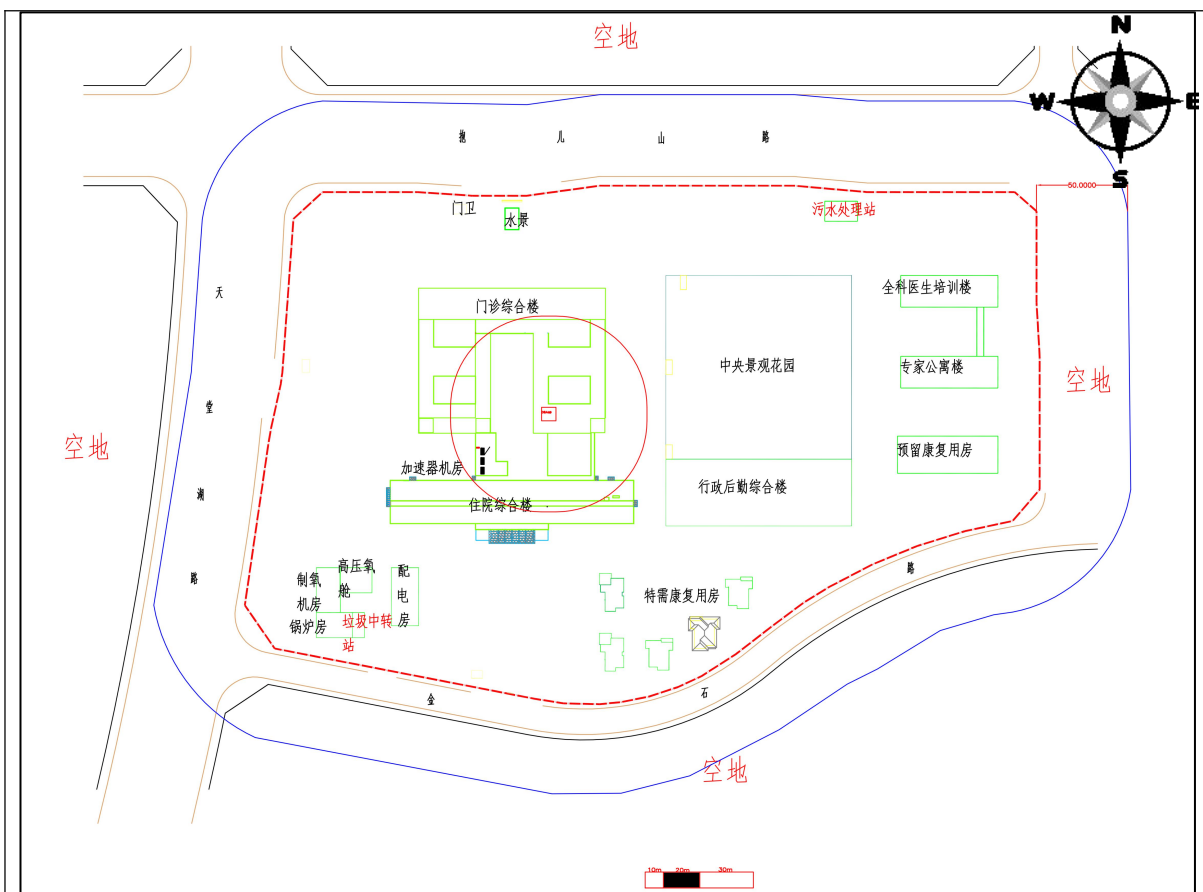 空地
N
W
E
S
抱儿山路
50.0000
门卫
水景
污水处理站
门诊综合楼
全科医生培训楼
中央景观花园
专家公寓楼
空地
空地
天堂湖路
加速器机房
预留康复用房
行政后勤综合楼
住院综合楼
高压氧舱
制氧机房
配电房
锅炉房
垃圾中转站
特需康复用房
金石路
空地
10m 20m 30m